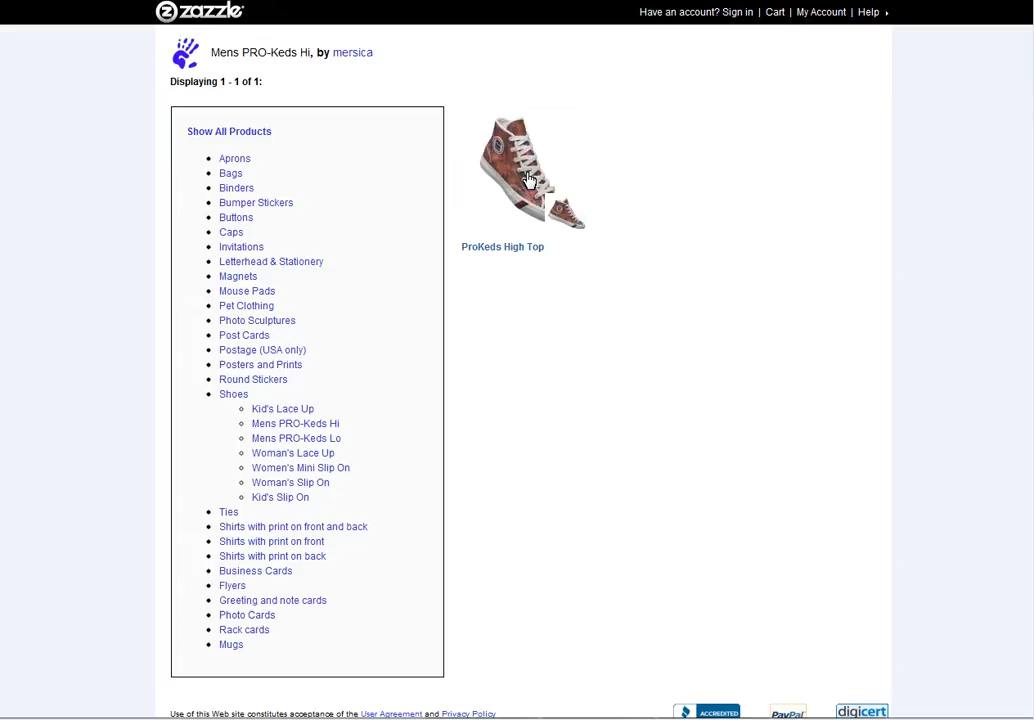 zazzle
Have an account? Sign in | Cart | My Account | Help
Mens PRO-Keds Hi, by mersica
Displaying 1 - 1 of 1:
Show All Products
Aprons
Bags
Binders
Bumper Stickers
Buttons
Caps
Invitations
Letterhead & Stationery
Magnets
Mouse Pads
Pet Clothing
Photo Sculptures
Post Cards
Postage (USA only)
Posters and Prints
Round Stickers
Shoes
Kid's Lace Up
Mens PRO-Keds Hi
Mens PRO-Keds Lo
Woman's Lace Up
Women's Mini Slip On
Woman's Slip On
Kid's Slip On
Ties
Shirts with print on front and back
Shirts with print on front
Shirts with print on back
Business Cards
Flyers
Greeting and note cards
Photo Cards
Rack cards
Mugs
ProKeds High Top
Use of this Web site constitutes acceptance of the User Agreement and Privacy Policy
ACCREDITED
PayPal
digicert